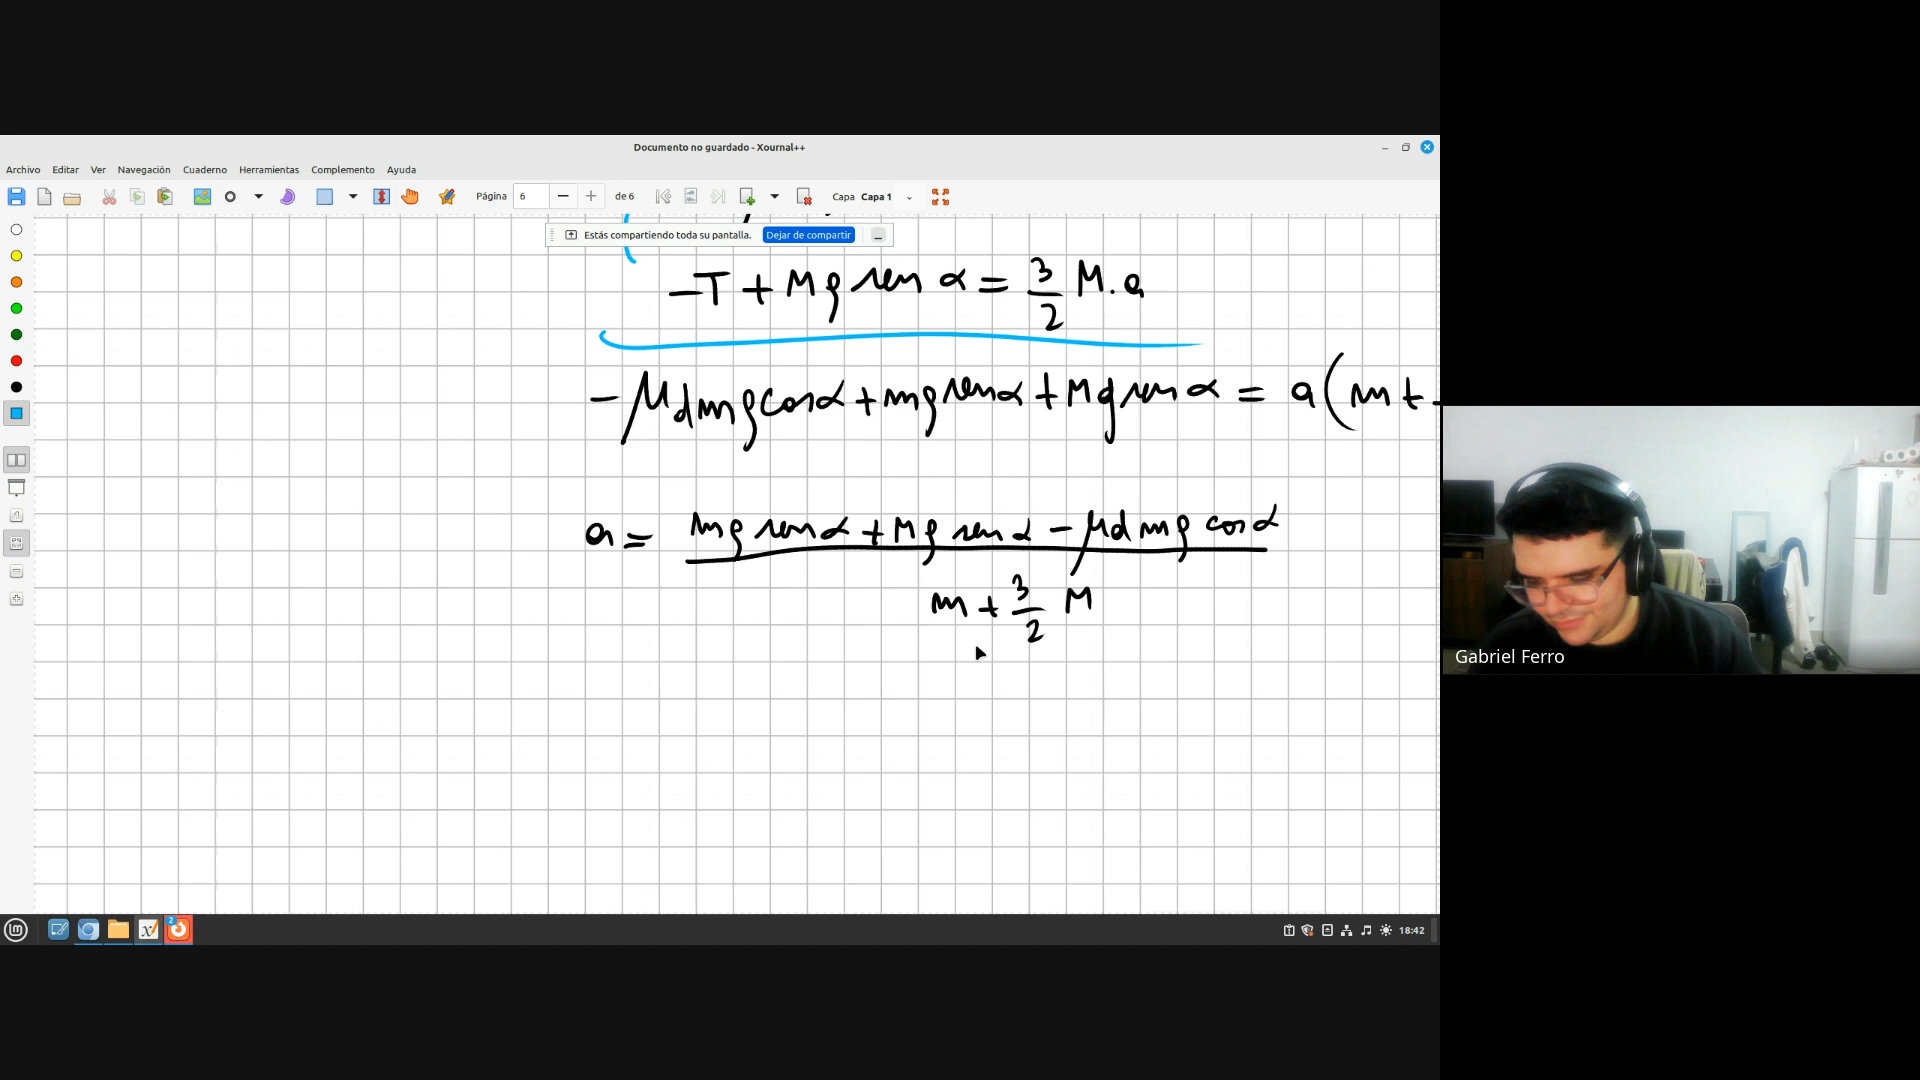 Documento no guardado - Xournal++
Archivo Editar Ver Navegación Cuaderno Herramientas Complemento Ayuda
Página 6 de 6 Capa Capa 1
Estás compartiendo toda su pantalla. Dejar de compartir
-T + Mg sen α = 3/2 M.a
-μd mg cos α + mg sen α + Mg sen α = a(m +
a = (mg sen α + Mg sen α - μd mg cos α) / (m + 3/2 M)
Gabriel Ferro
2
18:42